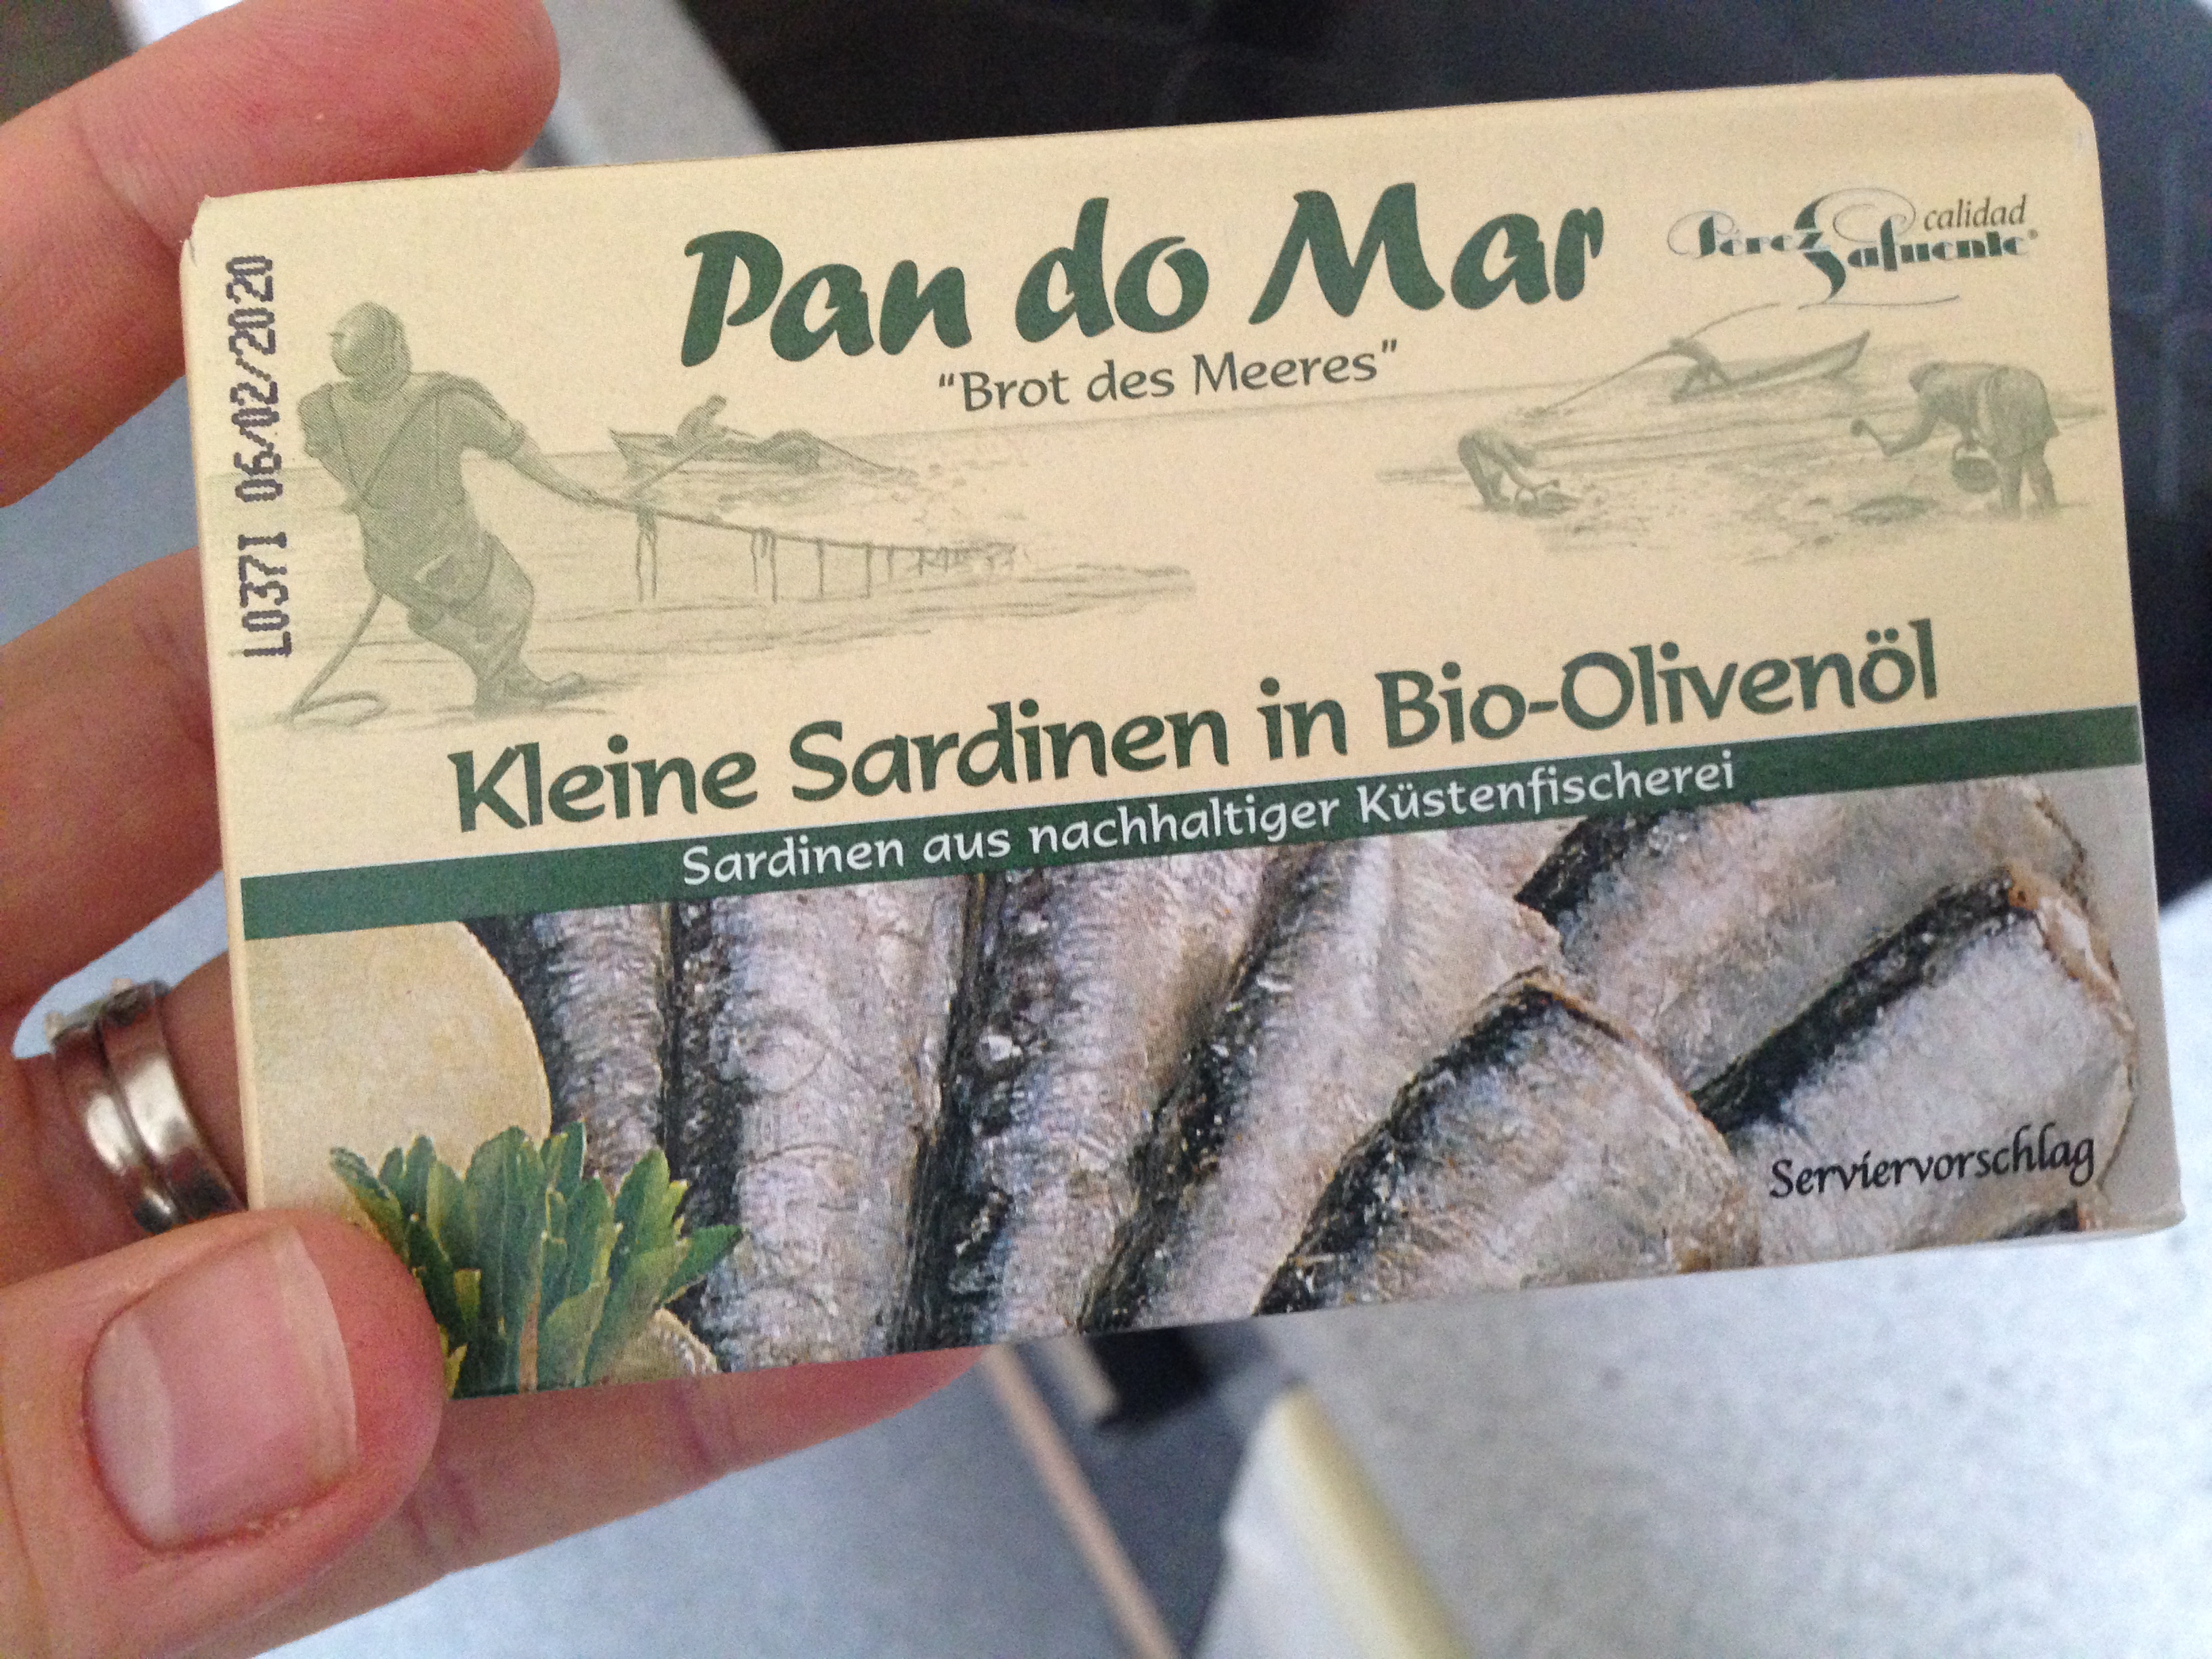 Pan do Mar
calidad
Pérez Lafuente®
"Brot des Meeres"
L037I 06/02/2020
Kleine Sardinen in Bio-Olivenöl
Sardinen aus nachhaltiger Küstenfischerei
Serviervorschlag